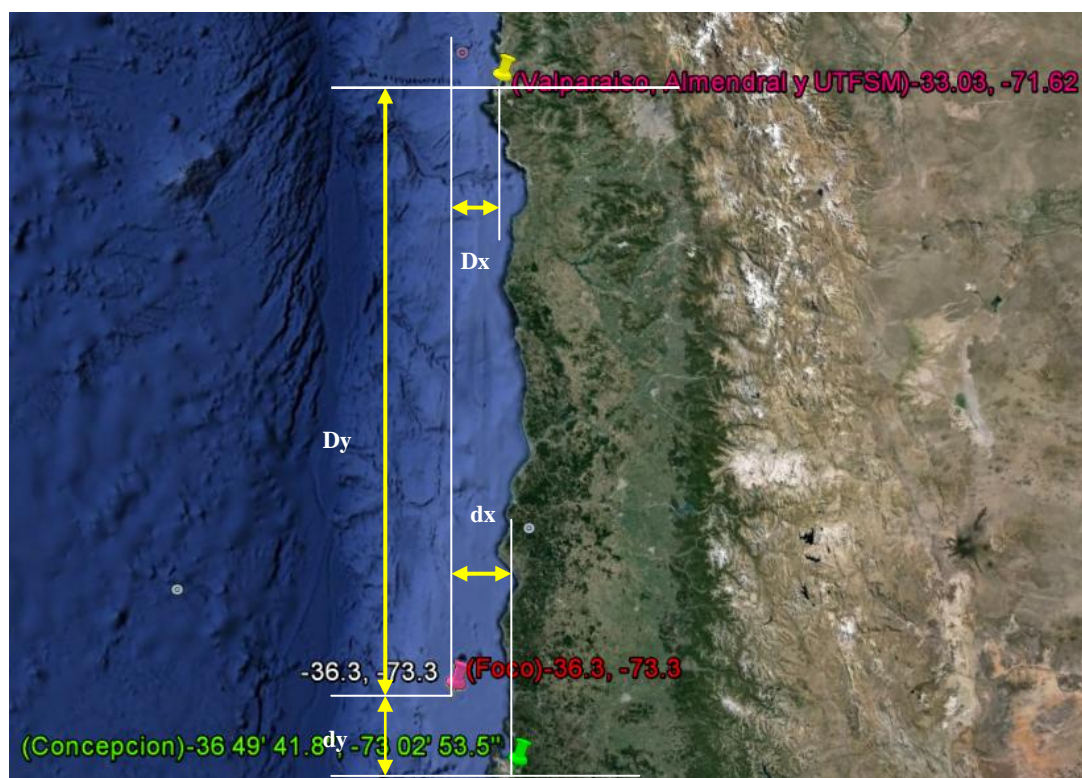 (Valparaiso, Almendral y UTFSM)-33.03, -71.62
Dx
Dy
dx
-36.3, -73.3
(Foco)-36.3, -73.3
(Concepcion)-36 49' 41.8", -73 02' 53.5"
dy